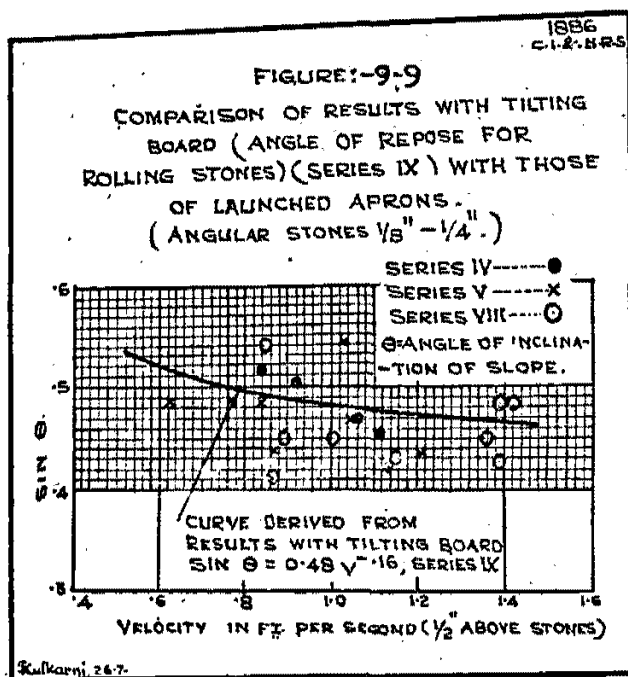 1886
C.I.&.H.R.S
FIGURE:-9-9
COMPARISON OF RESULTS WITH TILTING
BOARD (ANGLE OF REPOSE FOR
ROLLING STONES)(SERIES IX) WITH THOSE
OF LAUNCHED APRONS.
(ANGULAR STONES 1/8" - 1/4".)
SERIES IV
SERIES V
SERIES VIII
θ=ANGLE OF INCLINA-
-TION OF SLOPE.
.6
.5
.4
SIN θ.
CURVE DERIVED FROM
RESULTS WITH TILTING BOARD
SIN θ = 0.48 V^-.16, SERIES IX
.4 .6 .8 1.0 1.2 1.4 1.6
VELOCITY IN FT. PER SECOND (1/2" ABOVE STONES)
Kulkarni, 26-7-